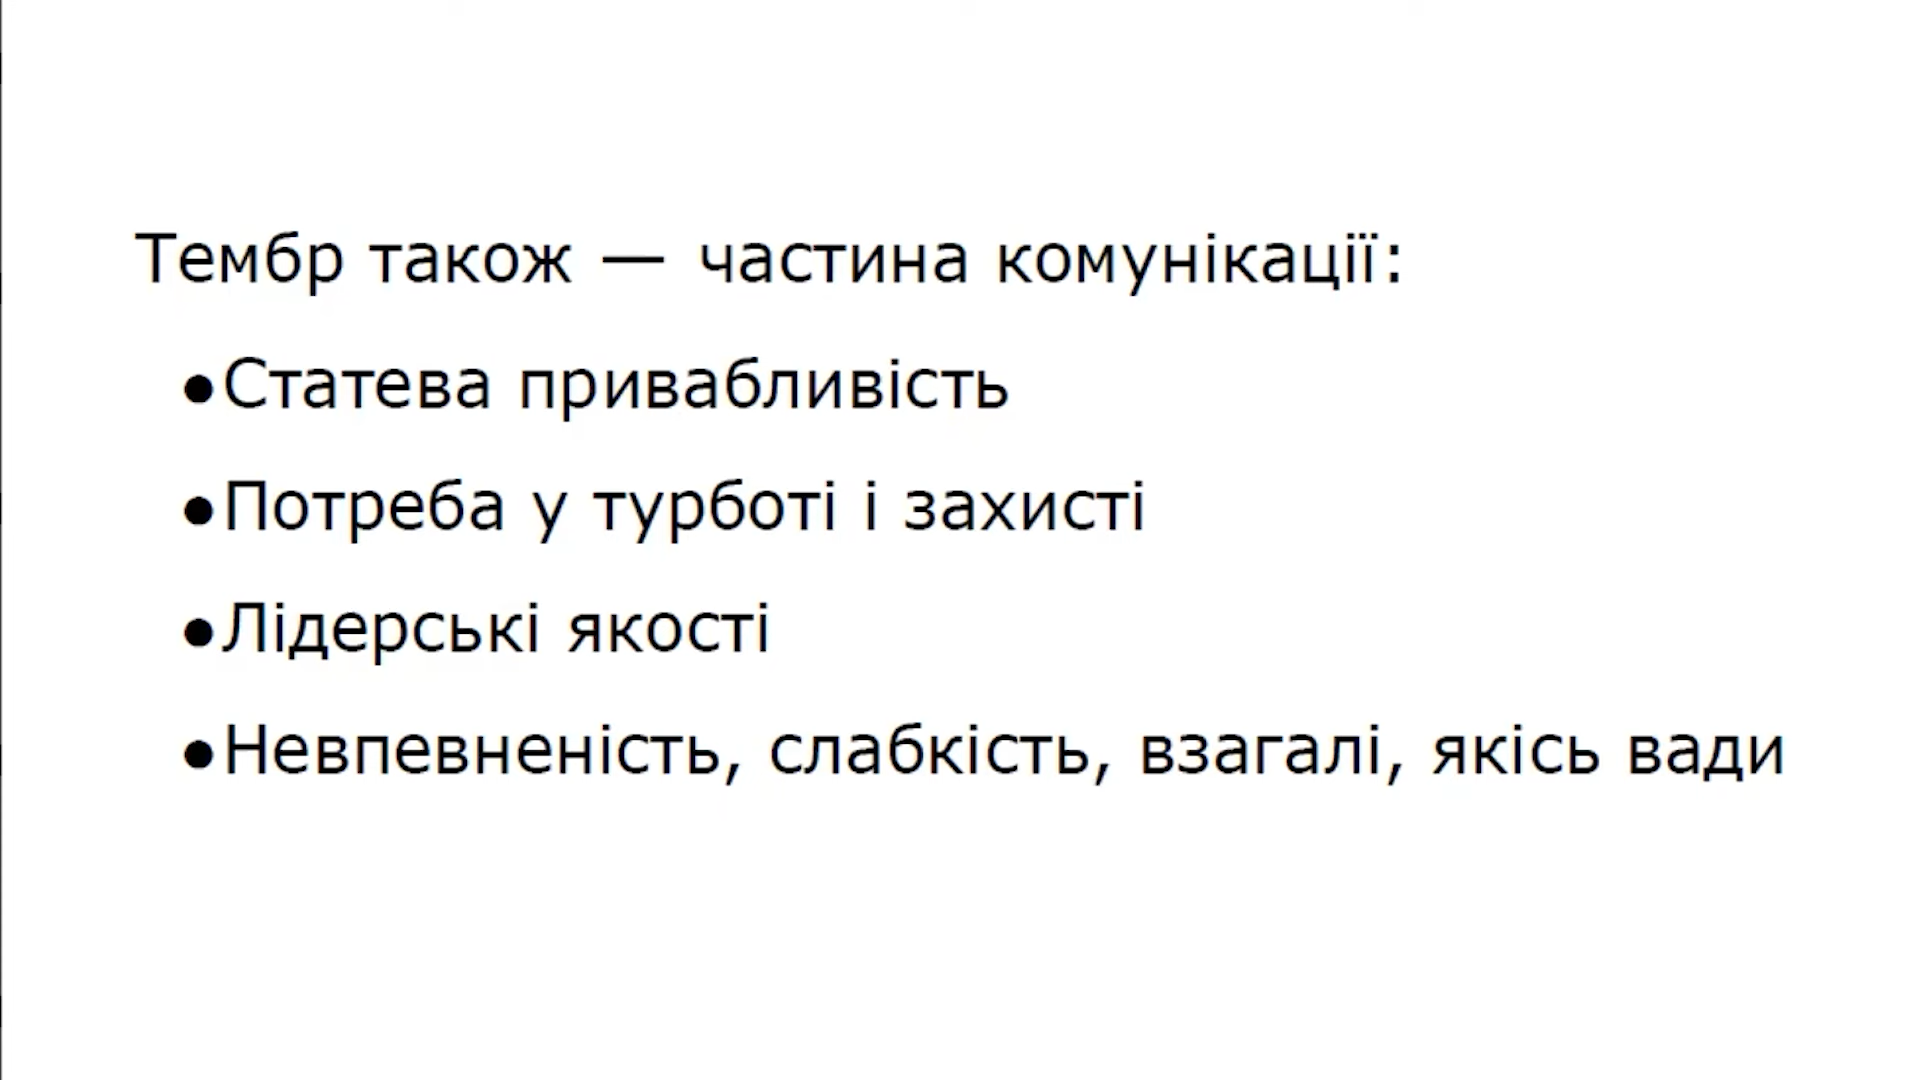 Тембр також — частина комунікації:
●Статева привабливість
●Потреба у турботі і захисті
●Лідерські якості
●Невпевненість, слабкість, взагалі, якісь вади